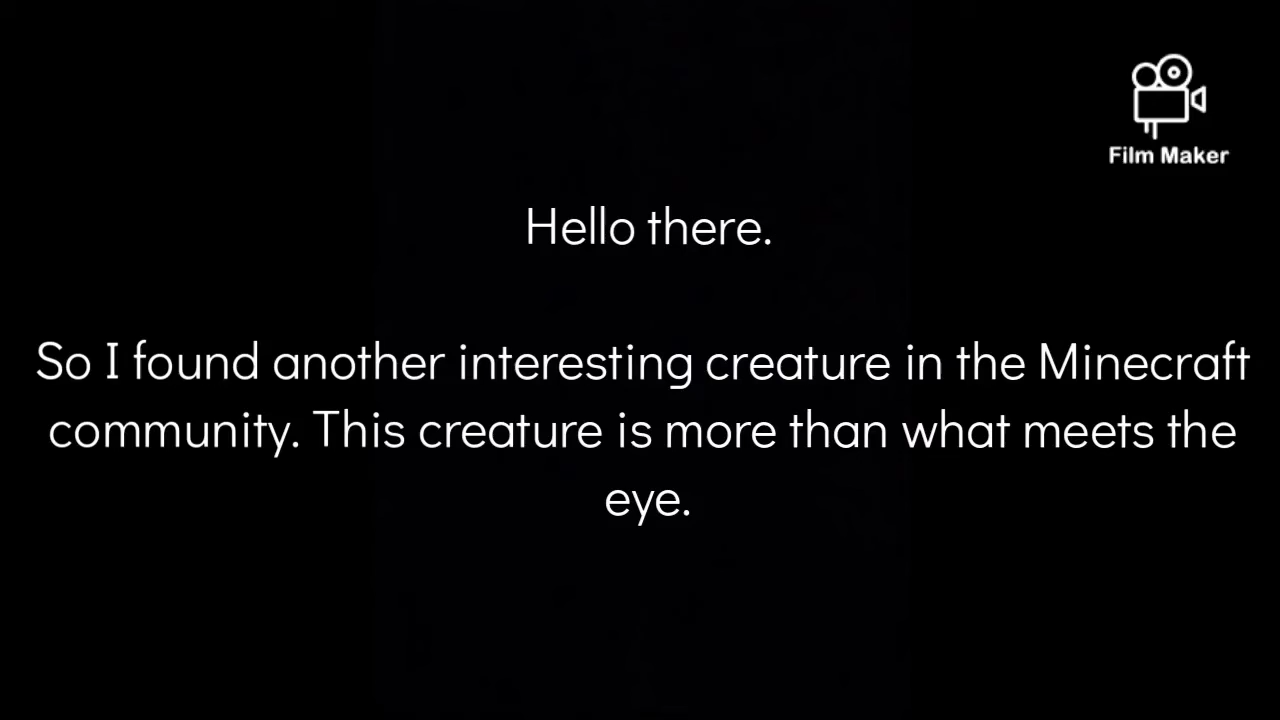 Film Maker
Hello there.
So I found another interesting creature in the Minecraft
community. This creature is more than what meets the
eye.